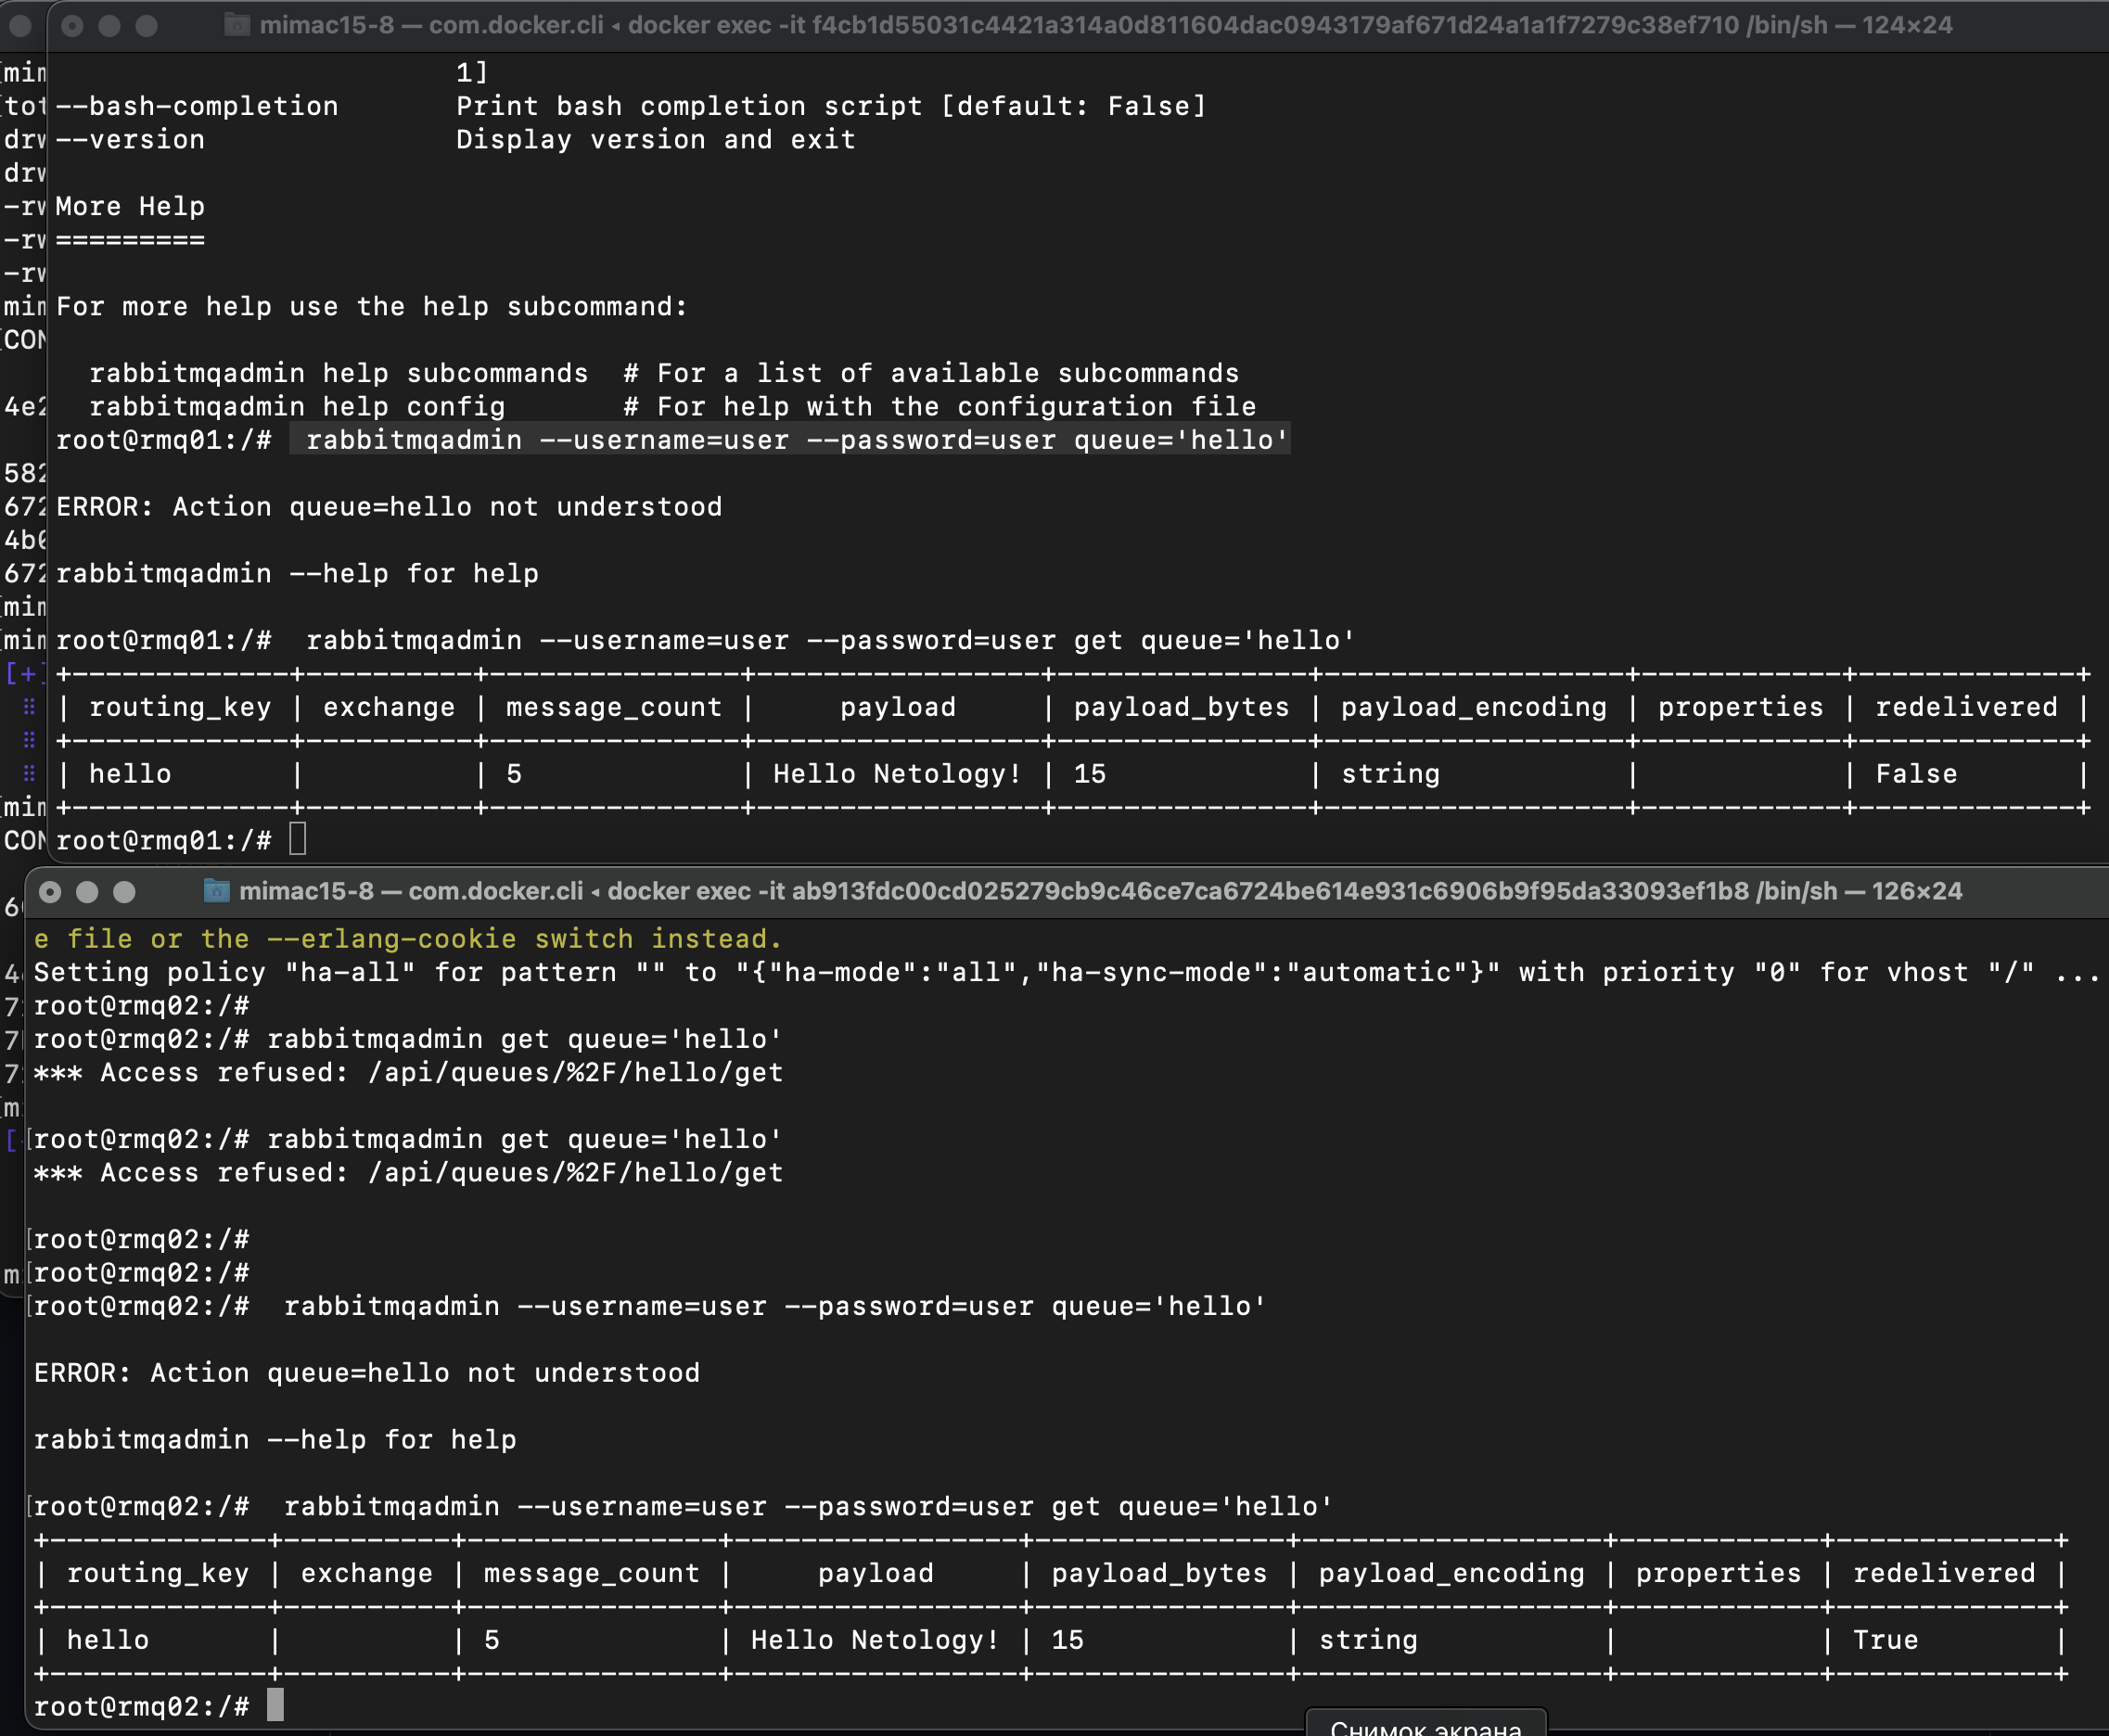 mimac15-8 — com.docker.cli ◂ docker exec -it f4cb1d55031c4421a314a0d811604dac0943179af671d24a1a1f7279c38ef710 /bin/sh — 124×24
1]
--bash-completion Print bash completion script [default: False]
--version Display version and exit
More Help
=========
For more help use the help subcommand:
rabbitmqadmin help subcommands # For a list of available subcommands
rabbitmqadmin help config # For help with the configuration file
root@rmq01:/# rabbitmqadmin --username=user --password=user queue='hello'
ERROR: Action queue=hello not understood
rabbitmqadmin --help for help
root@rmq01:/# rabbitmqadmin --username=user --password=user get queue='hello'
+-------------+----------+---------------+-----------------+---------------+------------------+------------+-------------+
| routing_key | exchange | message_count | payload | payload_bytes | payload_encoding | properties | redelivered |
+-------------+----------+---------------+-----------------+---------------+------------------+------------+-------------+
| hello | | 5 | Hello Netology! | 15 | string | | False |
+-------------+----------+---------------+-----------------+---------------+------------------+------------+-------------+
root@rmq01:/#
mimac15-8 — com.docker.cli ◂ docker exec -it ab913fdc00cd025279cb9c46ce7ca6724be614e931c6906b9f95da33093ef1b8 /bin/sh — 126×24
e file or the --erlang-cookie switch instead.
Setting policy "ha-all" for pattern "" to "{"ha-mode":"all","ha-sync-mode":"automatic"}" with priority "0" for vhost "/" ...
root@rmq02:/#
root@rmq02:/# rabbitmqadmin get queue='hello'
*** Access refused: /api/queues/%2F/hello/get
root@rmq02:/# rabbitmqadmin get queue='hello'
*** Access refused: /api/queues/%2F/hello/get
root@rmq02:/#
root@rmq02:/#
root@rmq02:/# rabbitmqadmin --username=user --password=user queue='hello'
ERROR: Action queue=hello not understood
rabbitmqadmin --help for help
root@rmq02:/# rabbitmqadmin --username=user --password=user get queue='hello'
+-------------+----------+---------------+-----------------+---------------+------------------+------------+-------------+
| routing_key | exchange | message_count | payload | payload_bytes | payload_encoding | properties | redelivered |
+-------------+----------+---------------+-----------------+---------------+------------------+------------+-------------+
| hello | | 5 | Hello Netology! | 15 | string | | True |
+-------------+----------+---------------+-----------------+---------------+------------------+------------+-------------+
root@rmq02:/#
Снимок экрана